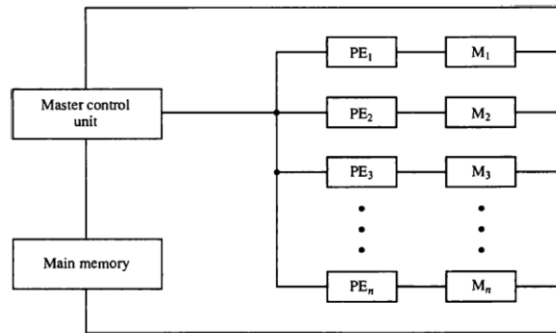 PE₁
M₁
Master control
unit
PE₂
M₂
PE₃
M₃
Main memory
PEₙ
Mₙ